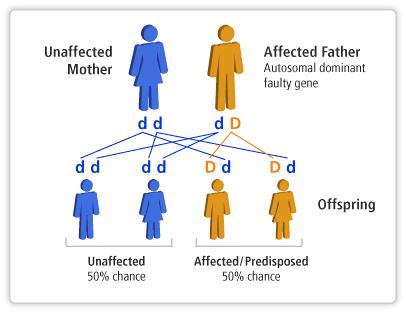 Unaffected
Mother
Affected Father
Autosomal dominant
faulty gene
d d
d D
d d
d d
D d
D d
Offspring
Unaffected
50% chance
Affected/Predisposed
50% chance